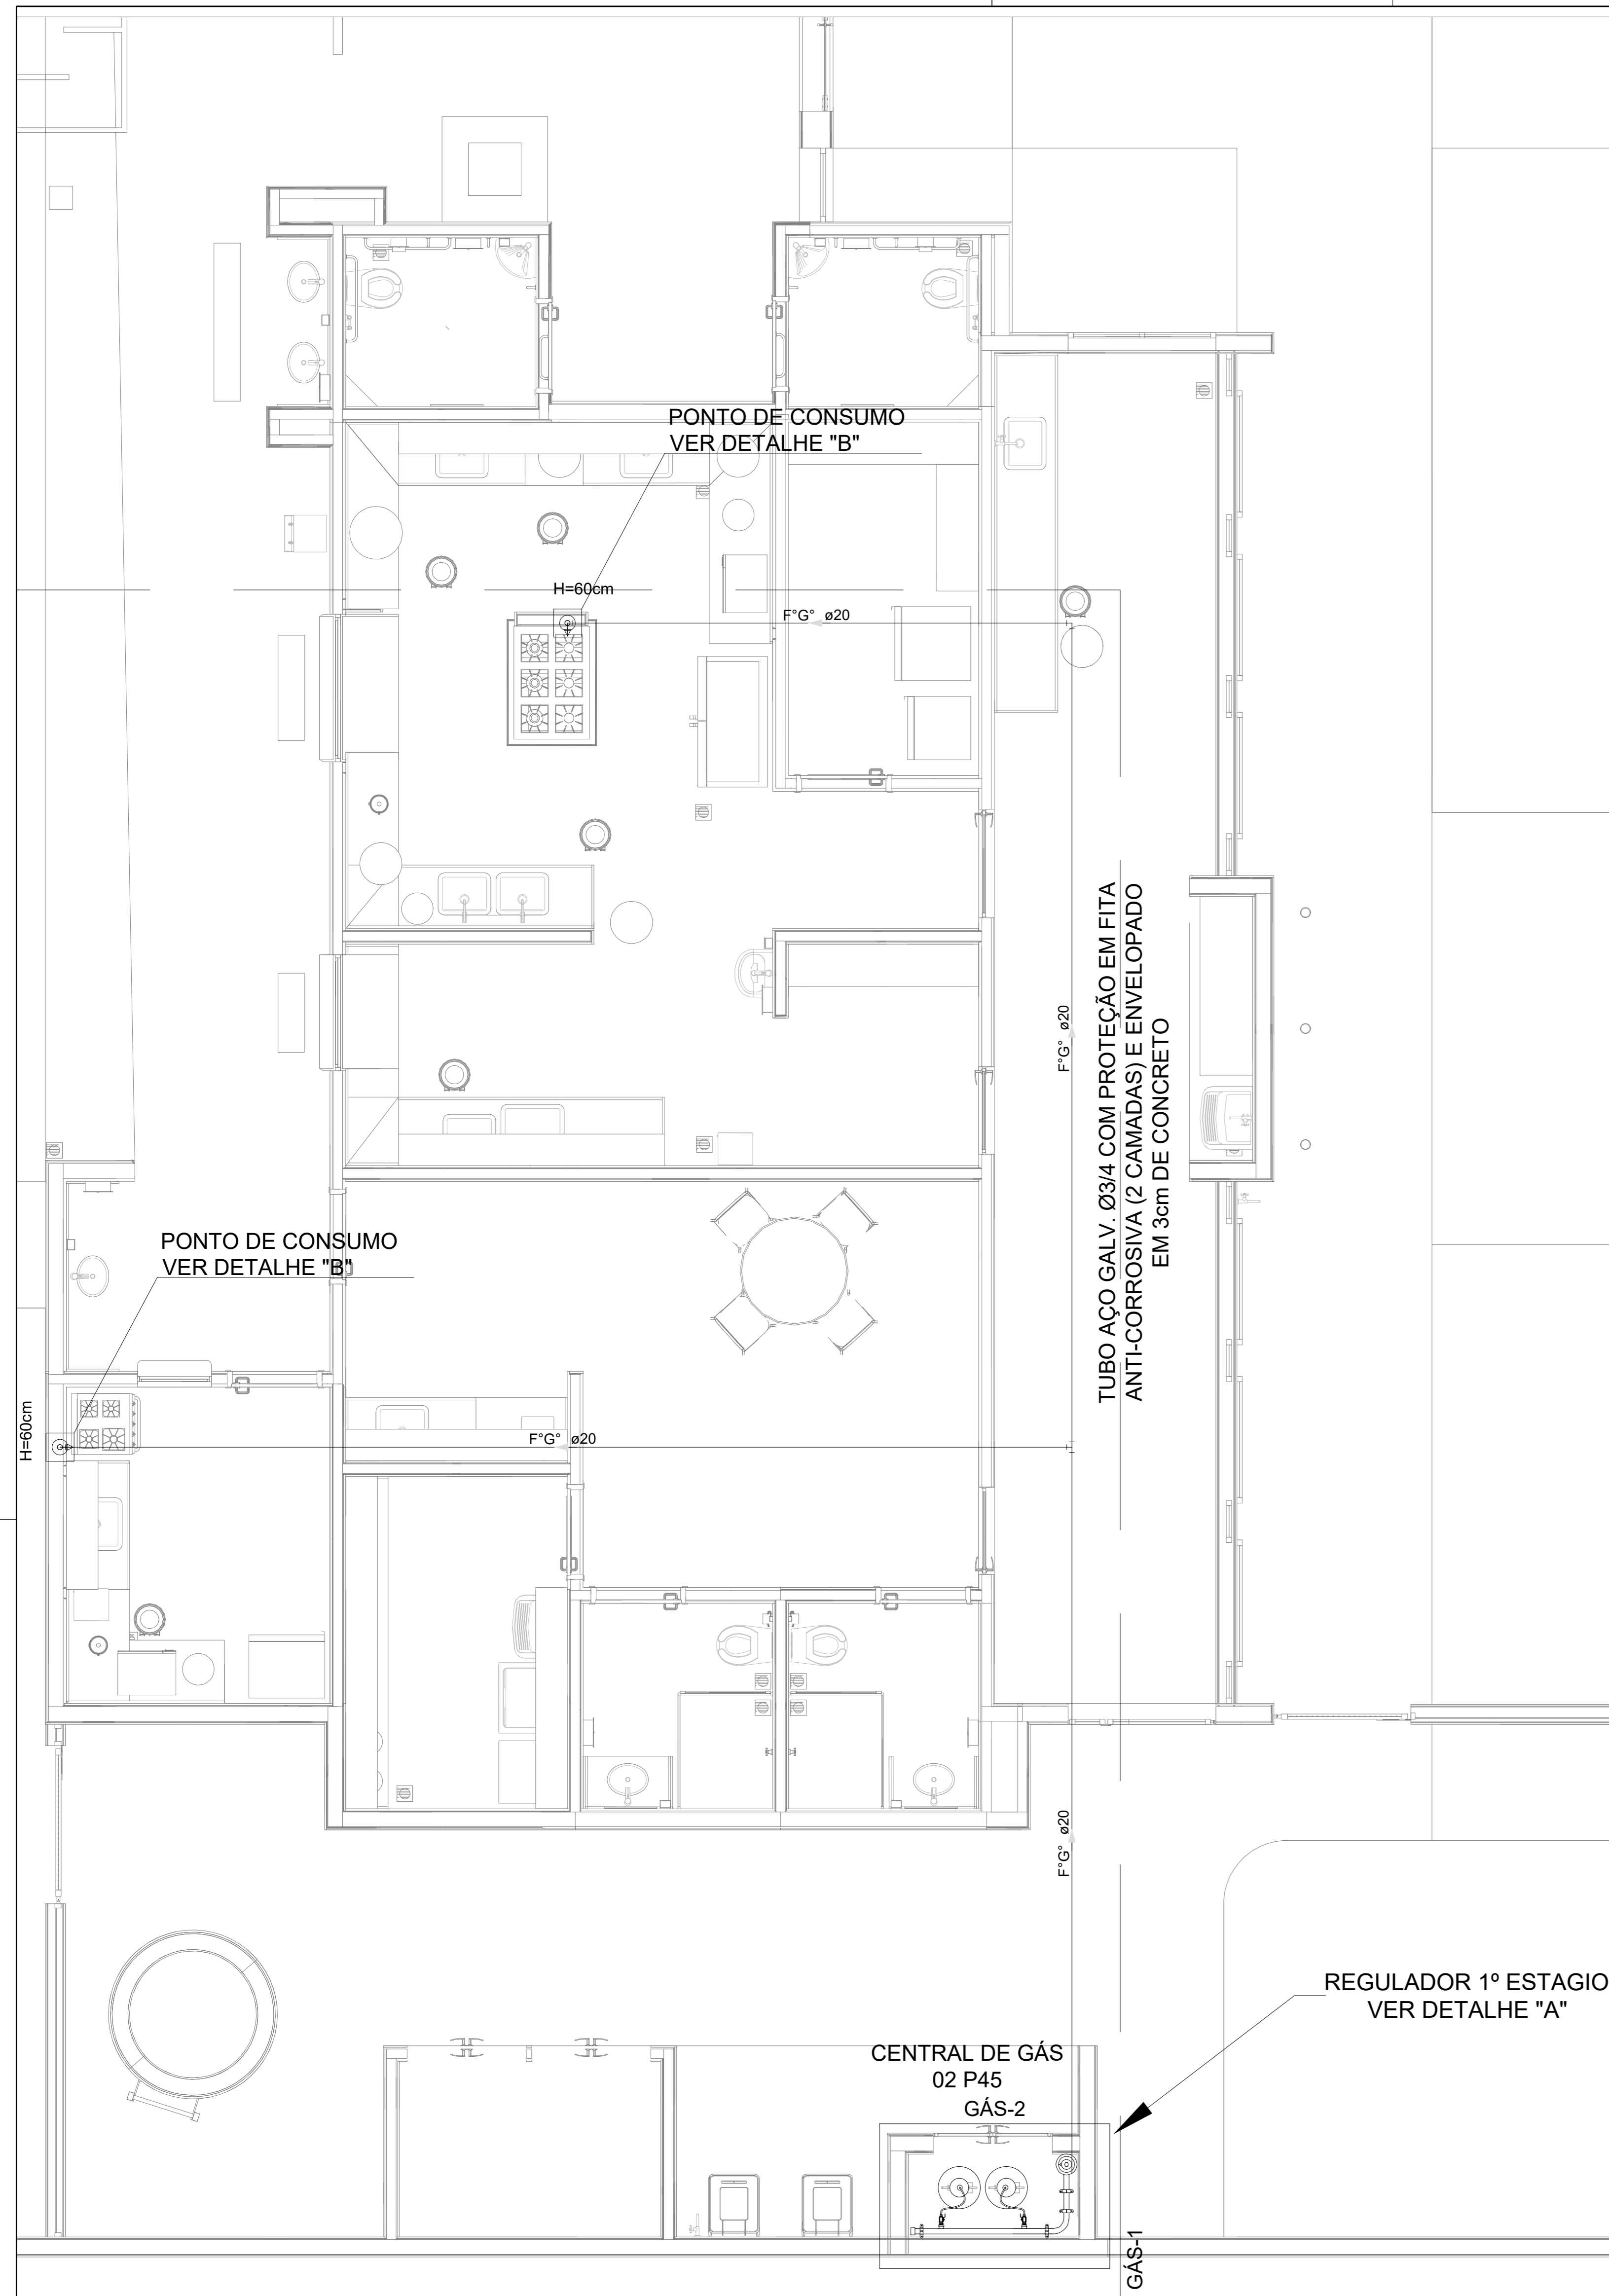 PONTO DE CONSUMO
VER DETALHE "B"
H=60cm
F°G° ø20
TUBO AÇO GALV. Ø3/4 COM PROTEÇÃO EM FITA
ANTI-CORROSIVA (2 CAMADAS) E ENVELOPADO
EM 3cm DE CONCRETO
F°G° ø20
PONTO DE CONSUMO
VER DETALHE "B"
H=60cm
F°G° ø20
F°G° ø20
REGULADOR 1º ESTAGIO
VER DETALHE "A"
CENTRAL DE GÁS
02 P45
GÁS-2
GÁS-1